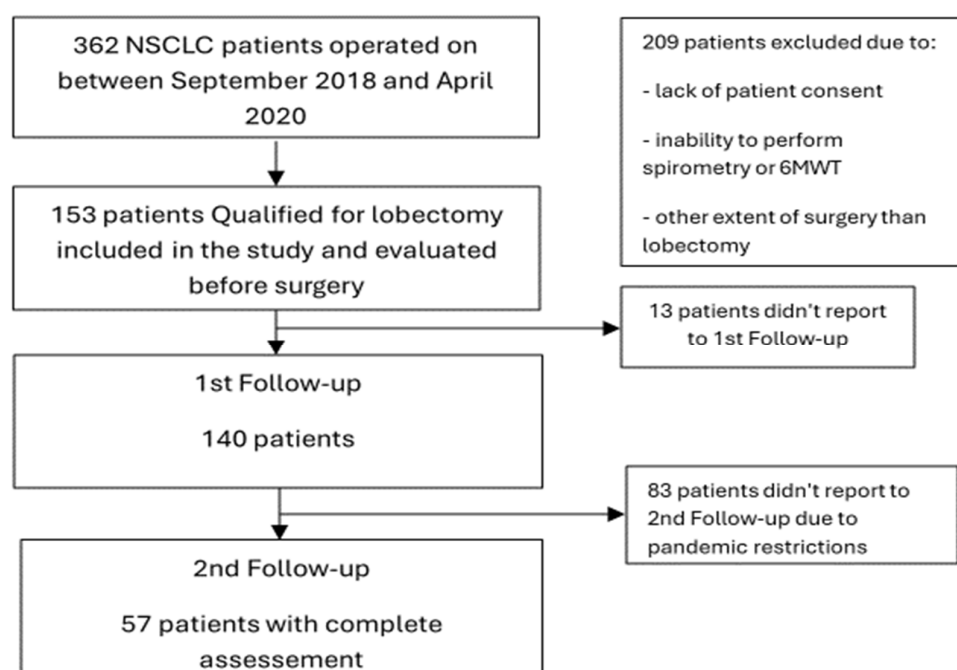 362 NSCLC patients operated on
between September 2018 and April
2020
209 patients excluded due to:
- lack of patient consent
- inability to perform
spirometry or 6MWT
- other extent of surgery than
lobectomy
153 patients Qualified for lobectomy
included in the study and evaluated
before surgery
13 patients didn't report
to 1st Follow-up
1st Follow-up
140 patients
83 patients didn't report to
2nd Follow-up due to
pandemic restrictions
2nd Follow-up
57 patients with complete
assessement